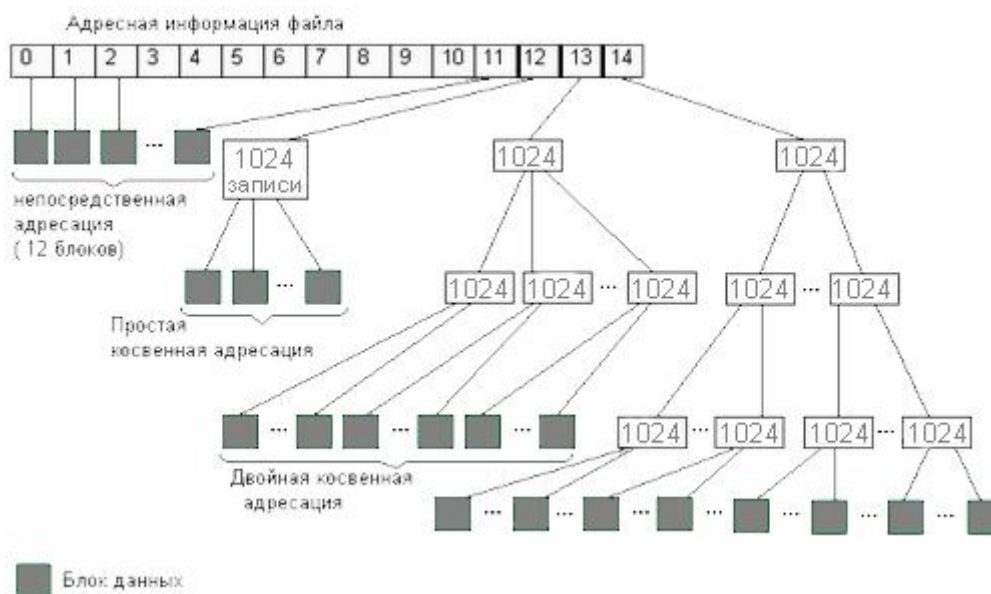 Адресная информация файла
0 1 2 3 4 5 6 7 8 9 10 11 12 13 14
... 1024 записи 1024 1024
непосредственная
адресация
( 12 блоков)
... 1024 1024 ... 1024 1024 ... 1024
Простая
косвенная адресация
... ... ... 1024 ... 1024 1024 ... 1024
Двойная косвенная
адресация
... ... ... ... ... ... ...
Блок данных